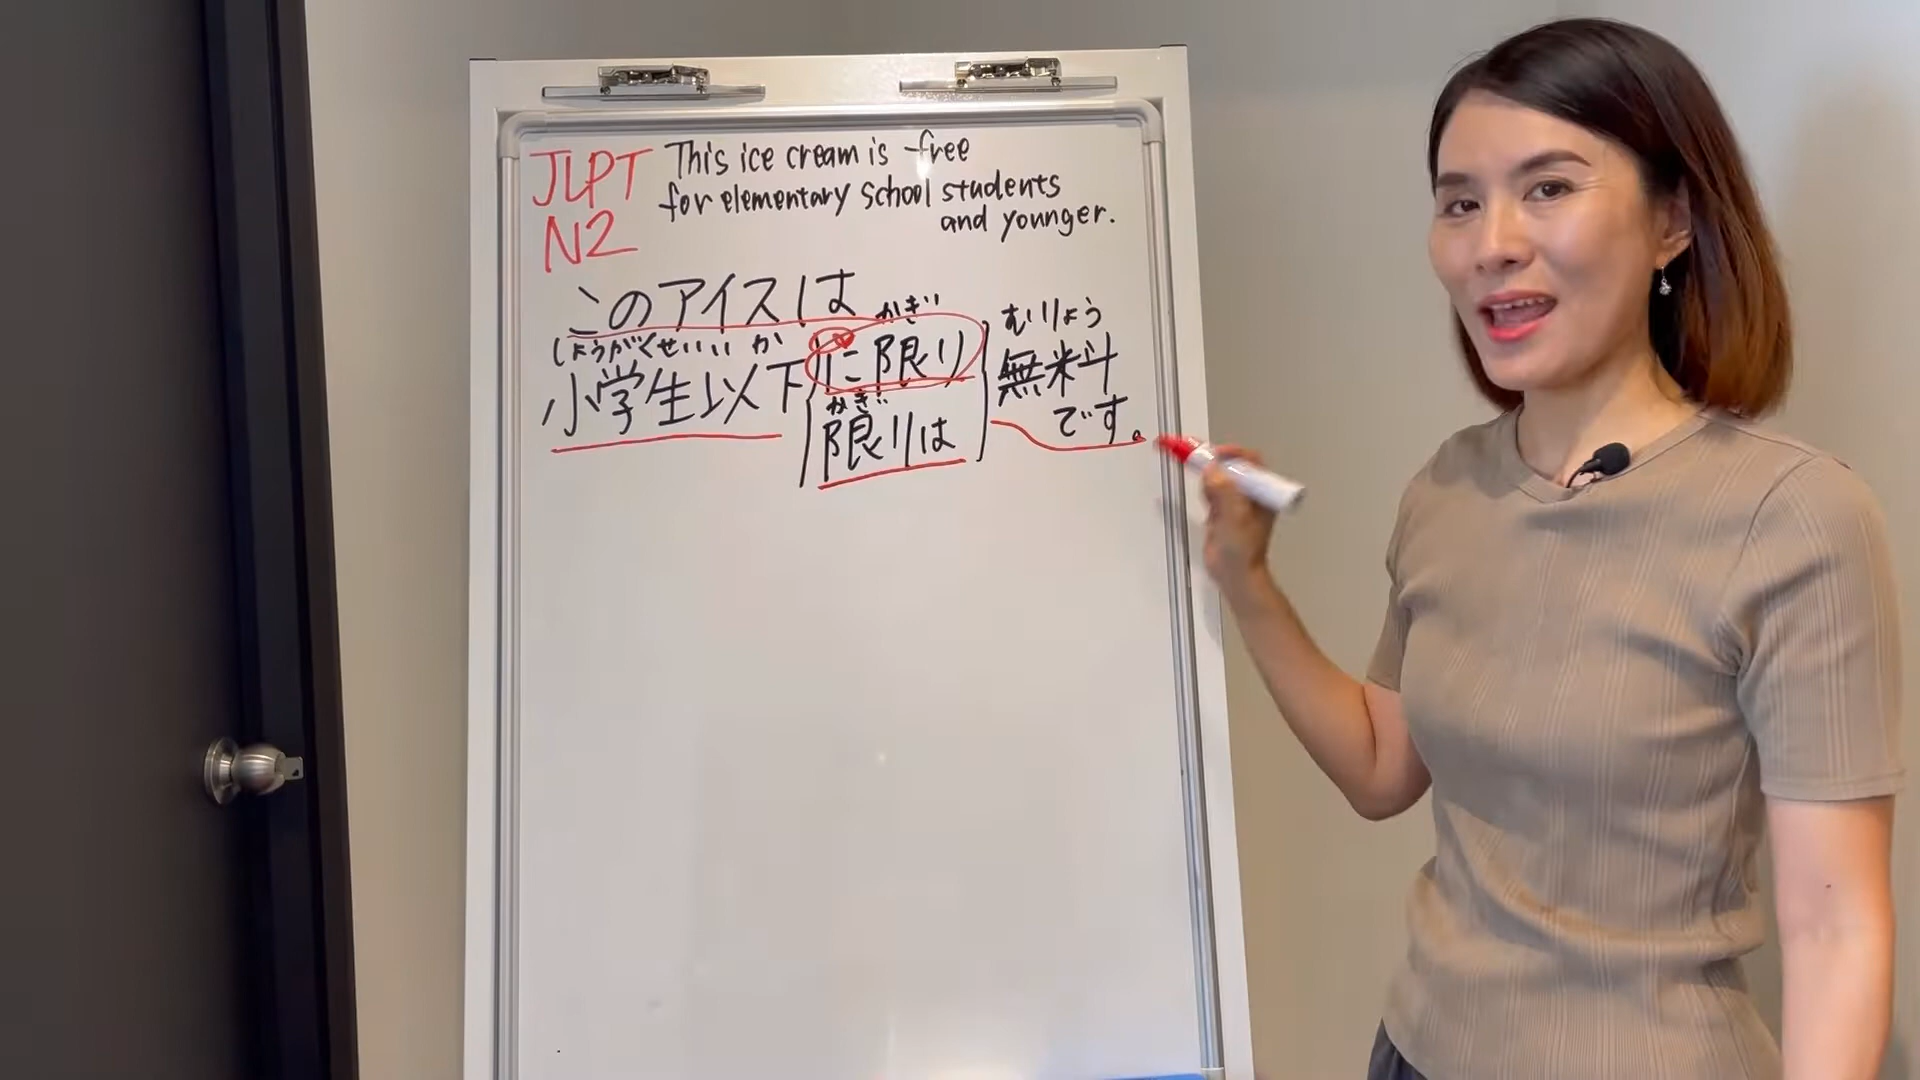 JLPT N2
This ice cream is free
for elementary school students
and younger.
このアイスは
しょうがくせいいか
小学生以下
かぎ
に限り
かぎ
限りは
むりょう
無料
です。